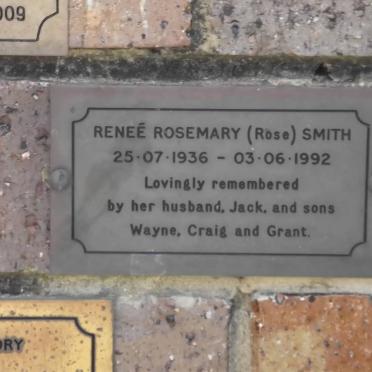 009
RENEÉ ROSEMARY (Rose) SMITH
25·07·1936 – 03·06·1992
Lovingly remembered
by her husband, Jack, and sons
Wayne, Craig and Grant.
ORY